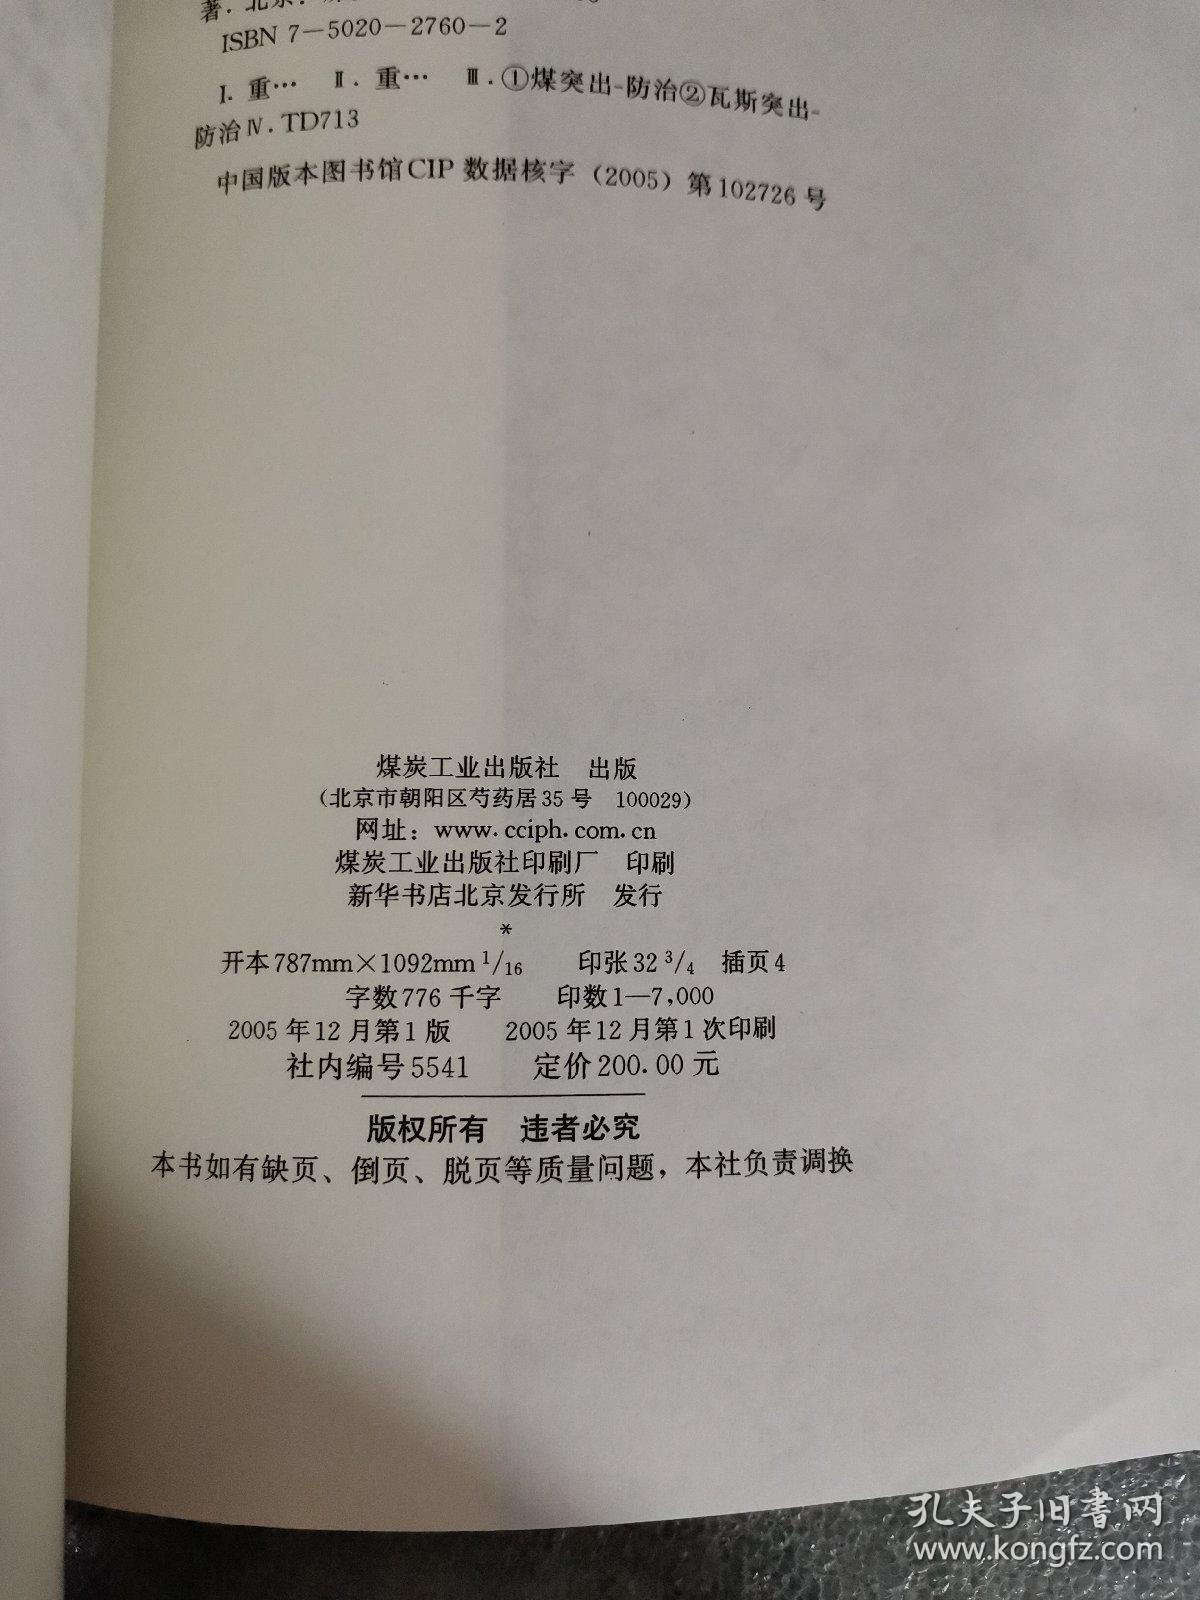 著. 北京:
ISBN 7-5020-2760-2
Ⅰ. 重… Ⅱ. 重… Ⅲ. ①煤突出-防治②瓦斯突出-
防治Ⅳ. TD713
中国版本图书馆CIP数据核字（2005）第102726号
煤炭工业出版社 出版
（北京市朝阳区芍药居35号 100029）
网址：www.cciph.com.cn
煤炭工业出版社印刷厂 印刷
新华书店北京发行所 发行
*
开本787mm×1092mm 1/16 印张32 3/4 插页4
字数776千字 印数1—7,000
2005年12月第1版 2005年12月第1次印刷
社内编号5541 定价200.00元
版权所有 违者必究
本书如有缺页、倒页、脱页等质量问题，本社负责调换
孔夫子旧书网
www.kongfz.com